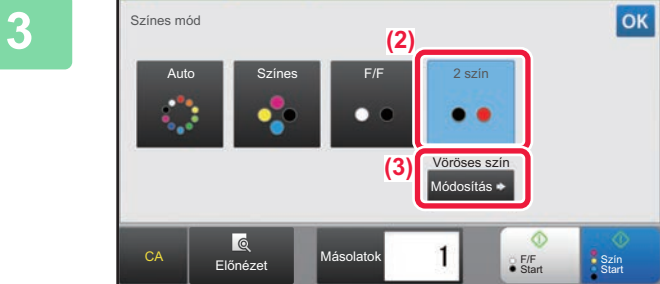 3
Színes mód
OK
(2)
Auto
Színes
F/F
2 szín
(3)
Vöröses szín
Módosítás
CA
Előnézet
Másolatok
1
F/F
Start
Szín
Start